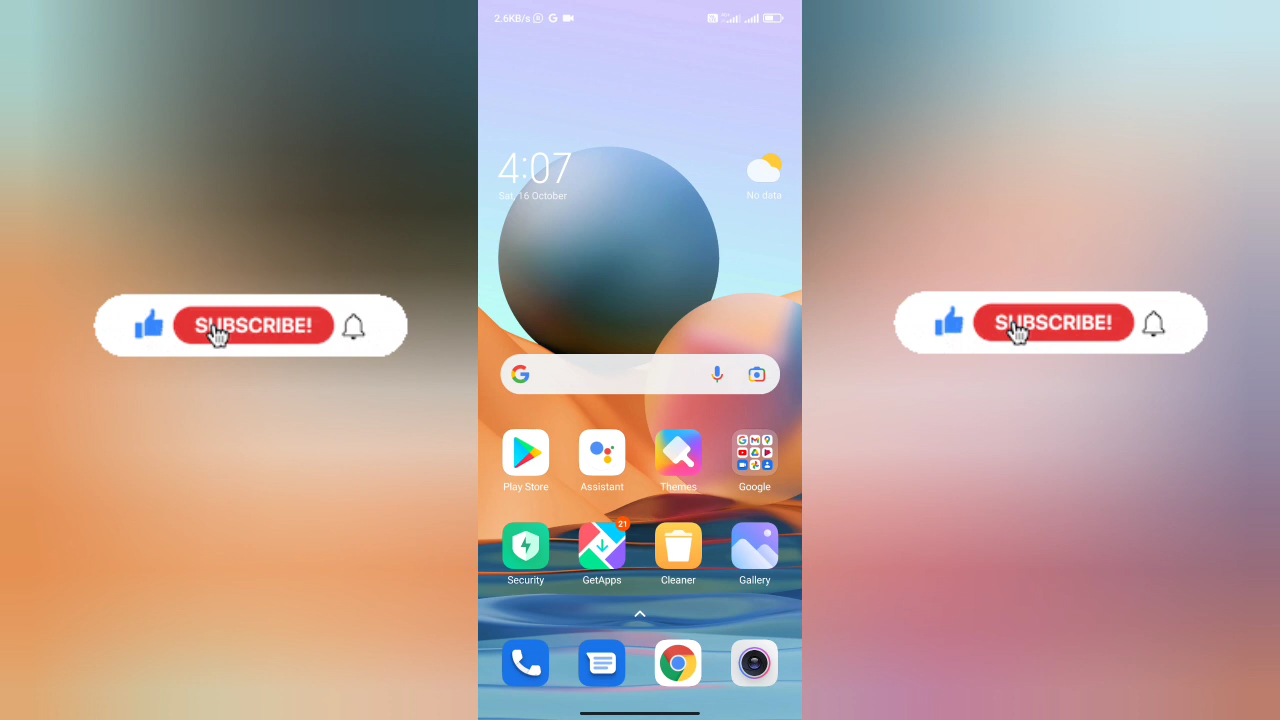 2.6KB/s
4:07
Sat, 16 October
No data
SUBSCRIBE!
SUBSCRIBE!
Play Store
Assistant
Themes
Google
21
Security
GetApps
Cleaner
Gallery